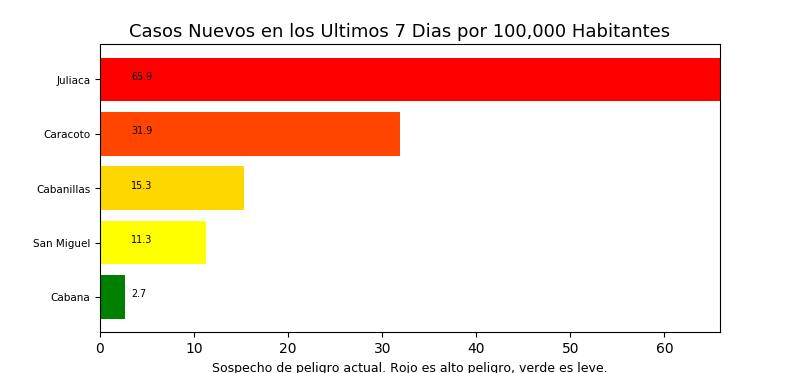 Casos Nuevos en los Ultimos 7 Dias por 100,000 Habitantes
Juliaca 65.9
Caracoto 31.9
Cabanillas 15.3
San Miguel 11.3
Cabana 2.7
0 10 20 30 40 50 60
Sospecho de peligro actual. Rojo es alto peligro, verde es leve.